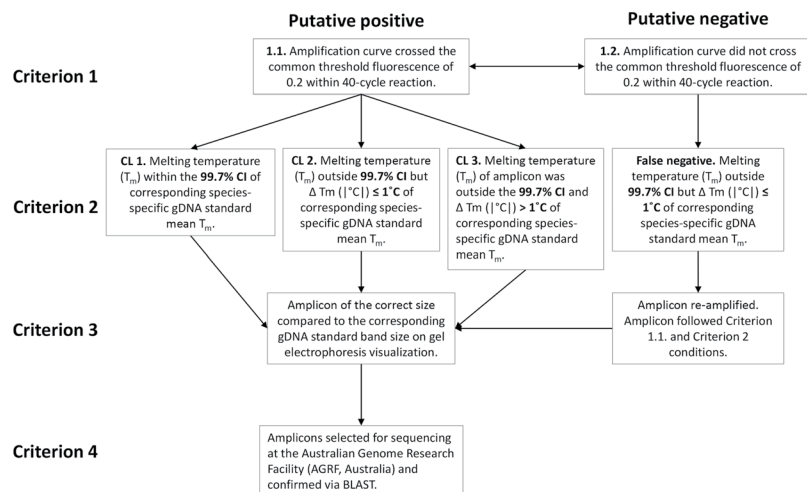 Putative positive
Putative negative
Criterion 1
1.1. Amplification curve crossed the
common threshold fluorescence of
0.2 within 40-cycle reaction.
1.2. Amplification curve did not cross
the common threshold fluorescence of
0.2 within 40-cycle reaction.
Criterion 2
CL 1. Melting temperature
(Tm) within the 99.7% CI of
corresponding species-
specific gDNA standard
mean Tm.
CL 2. Melting temperature
(Tm) outside 99.7% CI but
Δ Tm (|°C|) ≤ 1˚C of
corresponding species-
specific gDNA standard
mean Tm.
CL 3. Melting temperature
(Tm) of amplicon was
outside the 99.7% CI and
Δ Tm (|°C|) > 1˚C of
corresponding species-
specific gDNA standard
mean Tm.
False negative. Melting
temperature (Tm) outside
99.7% CI but Δ Tm (|°C|) ≤
1˚C of corresponding
species-specific gDNA
standard mean Tm.
Criterion 3
Amplicon of the correct size
compared to the corresponding
gDNA standard band size on gel
electrophoresis visualization.
Amplicon re-amplified.
Amplicon followed Criterion
1.1. and Criterion 2
conditions.
Criterion 4
Amplicons selected for sequencing
at the Australian Genome Research
Facility (AGRF, Australia) and
confirmed via BLAST.